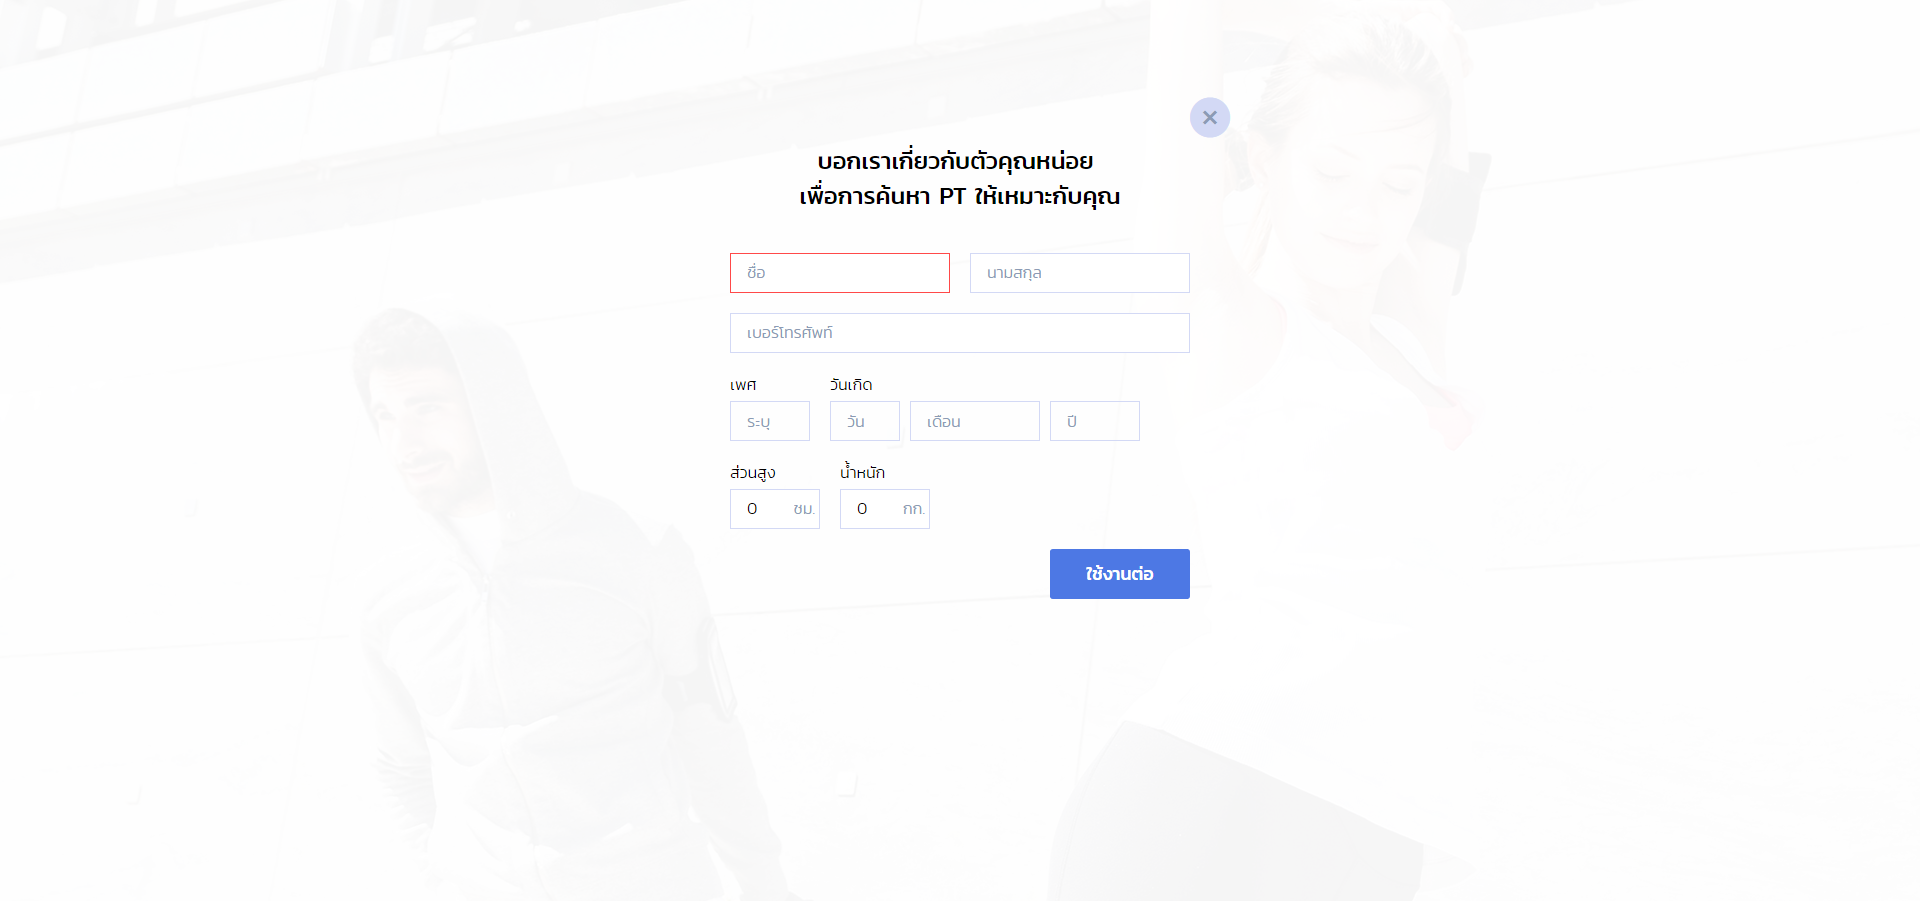 บอกเราเกี่ยวกับตัวคุณหน่อย
เพื่อการค้นหา PT ให้เหมาะกับคุณ
ชื่อ นามสกุล
เบอร์โทรศัพท์
เพศ วันเกิด
ระบุ วัน เดือน ปี
ส่วนสูง น้ำหนัก
0 ซม. 0 กก.
ใช้งานต่อ